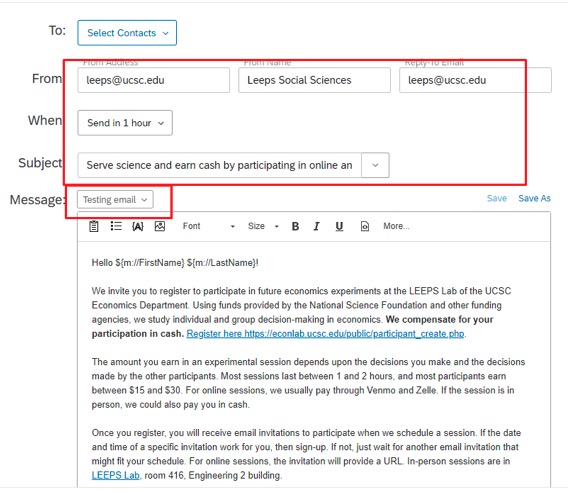 To:
Select Contacts
From Address
From Name
Reply-To Email
From
leeps@ucsc.edu
Leeps Social Sciences
leeps@ucsc.edu
When
Send in 1 hour
Subject
Serve science and earn cash by participating in online an
Message:
Testing email
Save
Save As
{A}
Font
Size
B
I
U
More...
Hello ${m://FirstName} ${m://LastName}!
We invite you to register to participate in future economics experiments at the LEEPS Lab of the UCSC
Economics Department. Using funds provided by the National Science Foundation and other funding
agencies, we study individual and group decision-making in economics. We compensate for your
participation in cash. Register here https://econlab.ucsc.edu/public/participant_create.php.
The amount you earn in an experimental session depends upon the decisions you make and the decisions
made by the other participants. Most sessions last between 1 and 2 hours, and most participants earn
between $15 and $30. For online sessions, we usually pay through Venmo and Zelle. If the session is in
person, we could also pay you in cash.
Once you register, you will receive email invitations to participate when we schedule a session. If the date
and time of a specific invitation work for you, then sign-up. If not, just wait for another email invitation that
might fit your schedule. For online sessions, the invitation will provide a URL. In-person sessions are in
LEEPS Lab, room 416, Engineering 2 building.